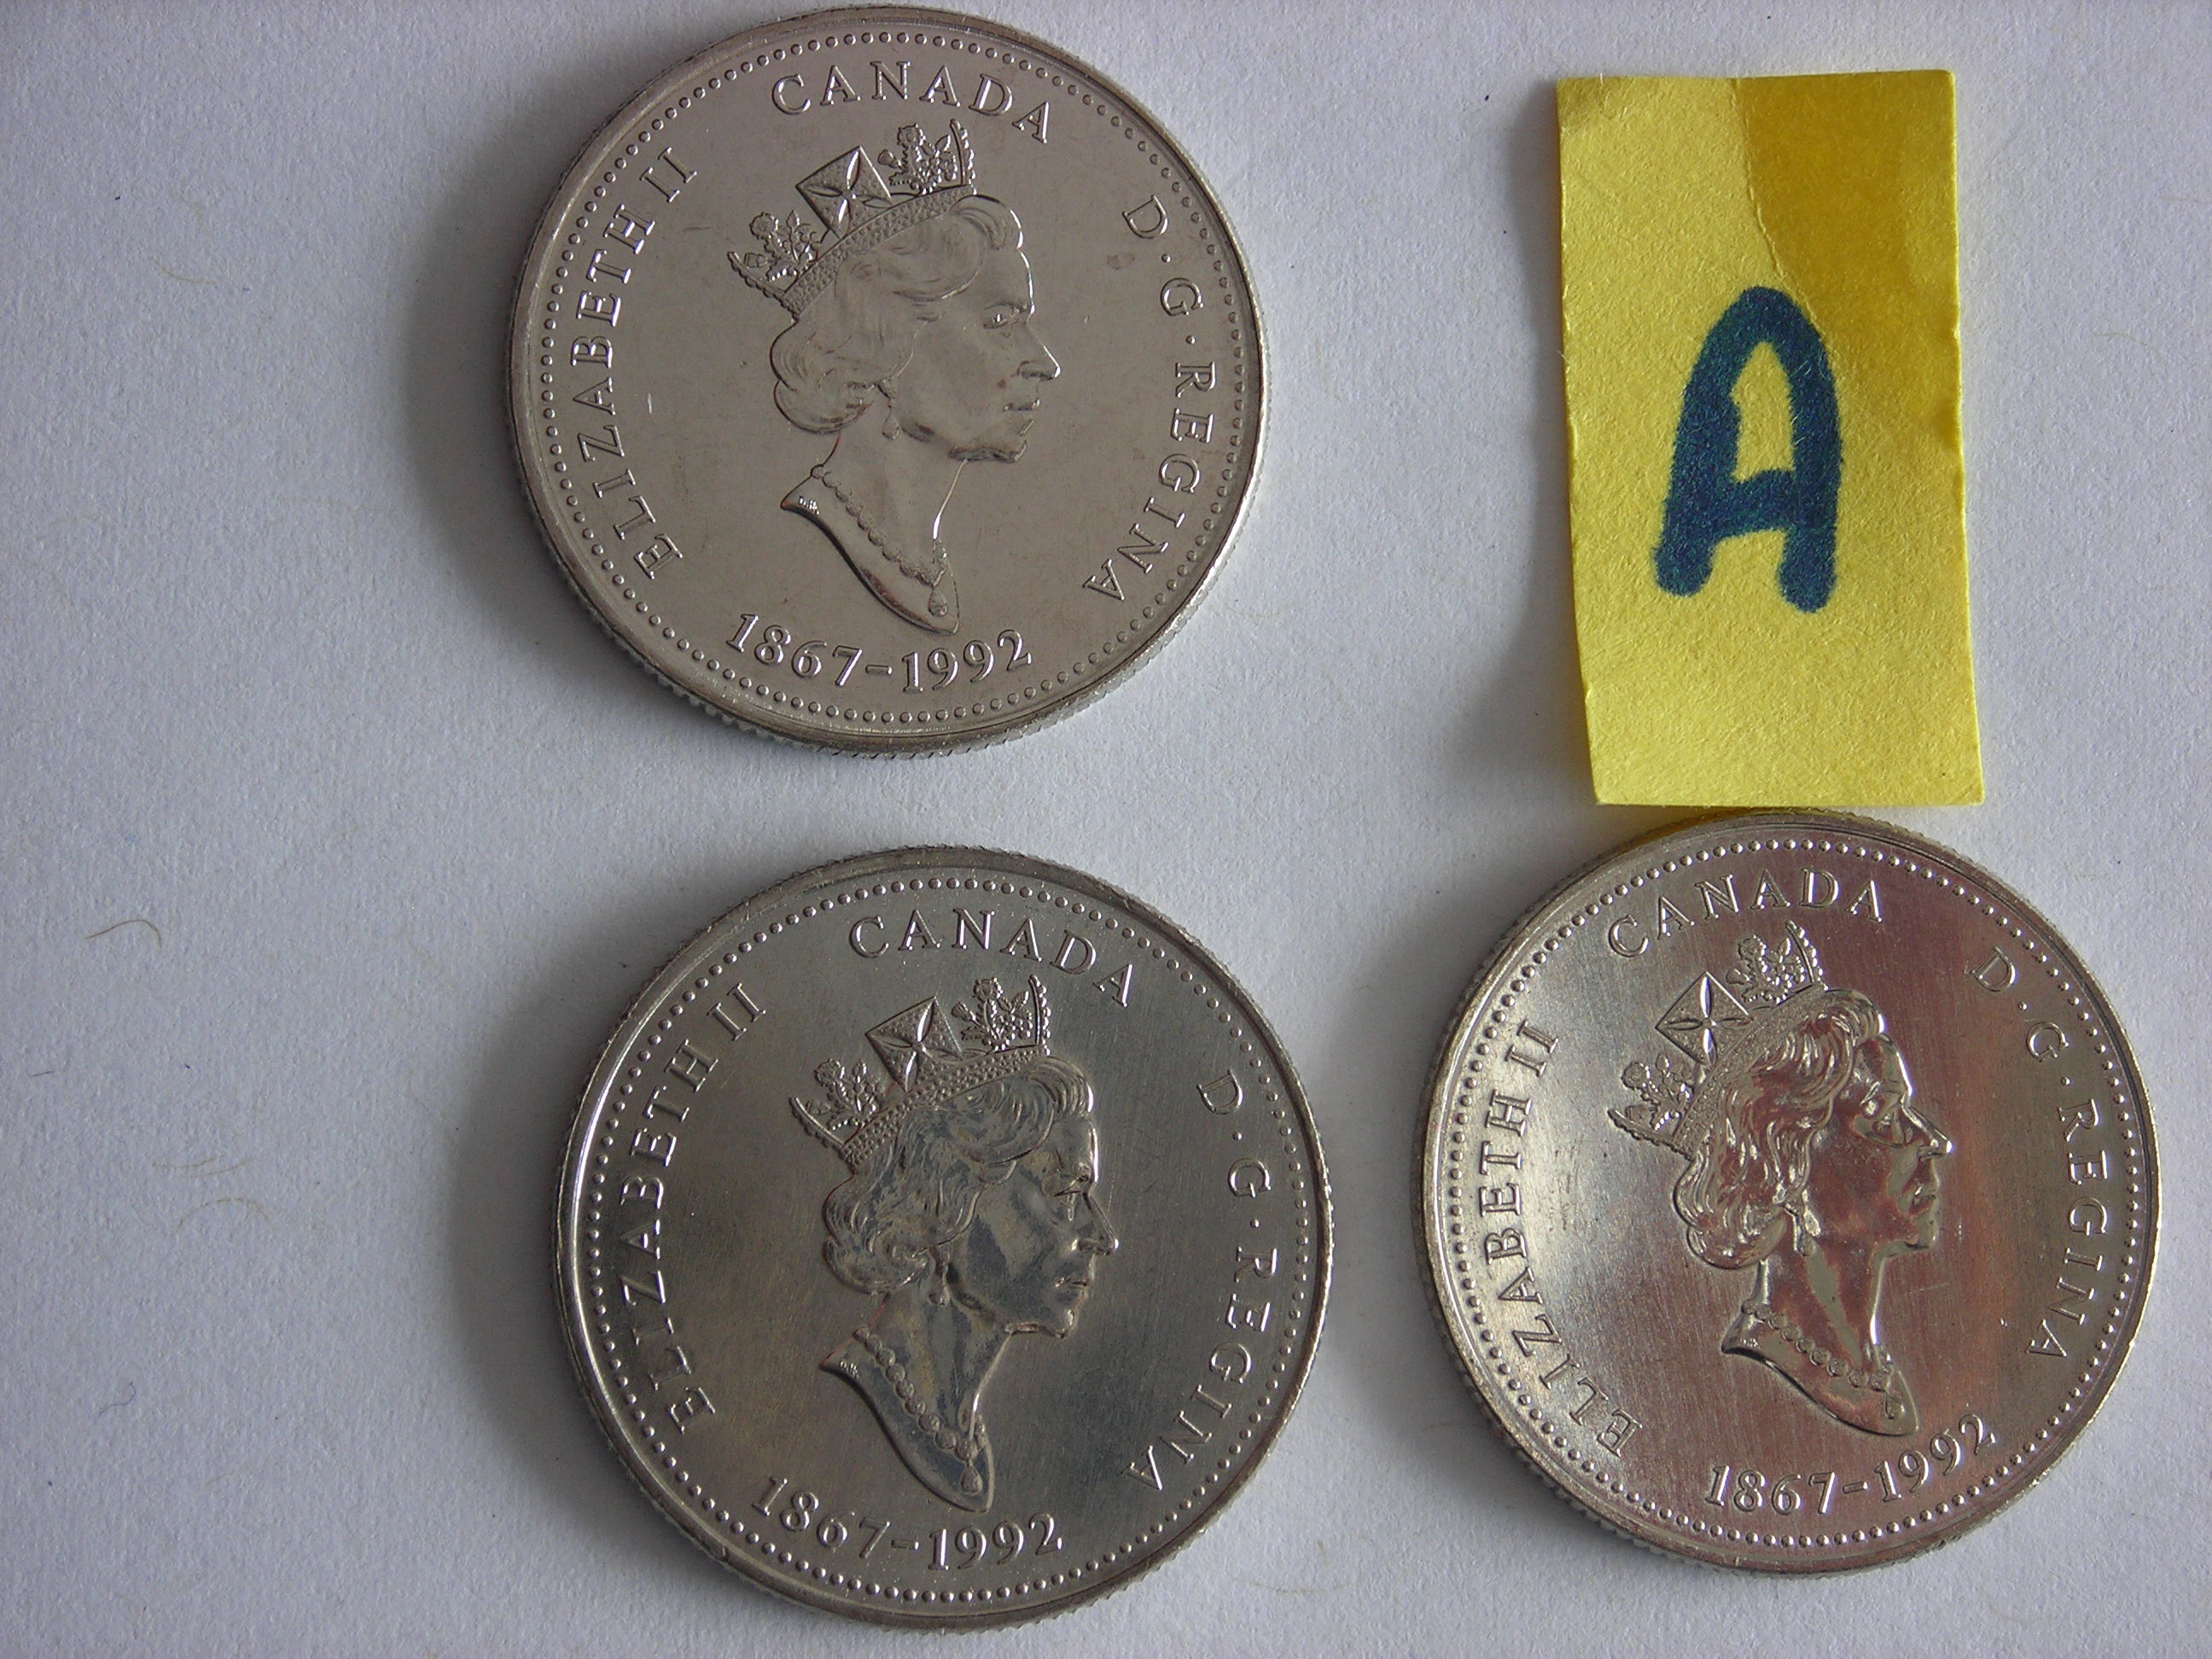 CANADA
ELIZABETH II
D·G·REGINA
1867-1992
A
CANADA
ELIZABETH II
D·G·REGINA
1867-1992
CANADA
ELIZABETH II
D·G·REGINA
1867-1992